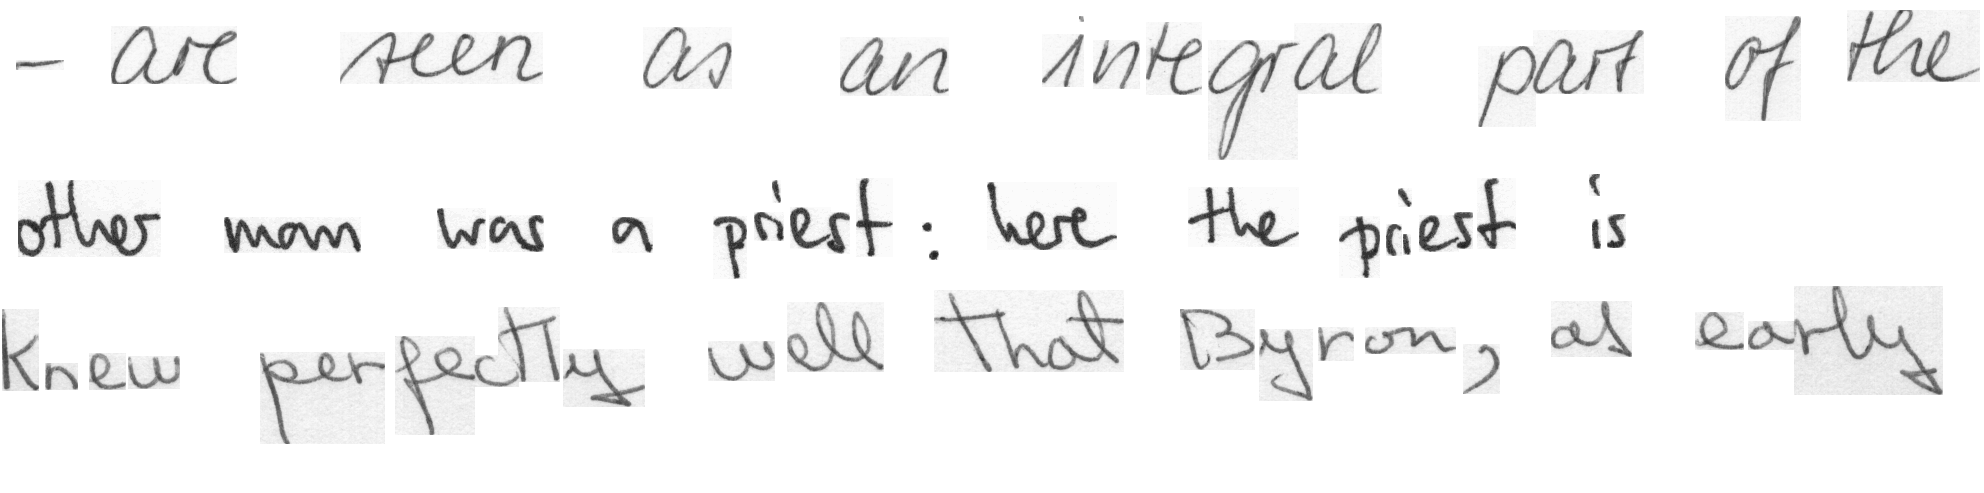 - are seen as an integral part of the
other man was a priest: here the priest is
knew perfectly well that Byron, as early